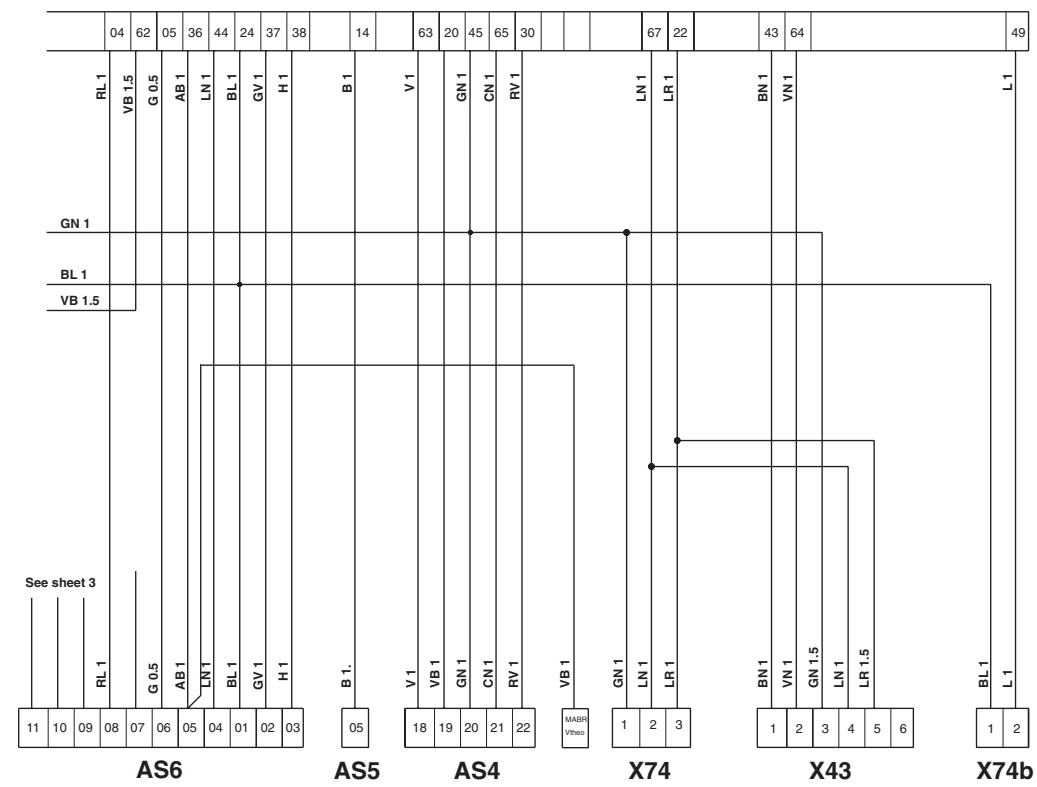 04 62 05 36 44 24 37 38 14 63 20 45 65 30 67 22 43 64 49
RL 1 VB 1.5 G 0.5 AB 1 LN 1 BL 1 GV 1 H 1 B 1 V 1 GN 1 CN 1 RV 1 LN 1 LR 1 BN 1 VN 1 L 1
GN 1
BL 1
VB 1.5
See sheet 3
RL 1 G 0.5 AB 1 LN 1 BL 1 GV 1 H 1 B 1. V 1 VB 1 GN 1 CN 1 RV 1 VB 1 GN 1 LN 1 LR 1 BN 1 VN 1 GN 1.5 LN 1 LR 1.5 BL 1 L 1
11 10 09 08 07 06 05 04 01 02 03 05 18 19 20 21 22 MABR 1 2 3 1 2 3 4 5 6 1 2
Vtheo
AS6 AS5 AS4 X74 X43 X74b